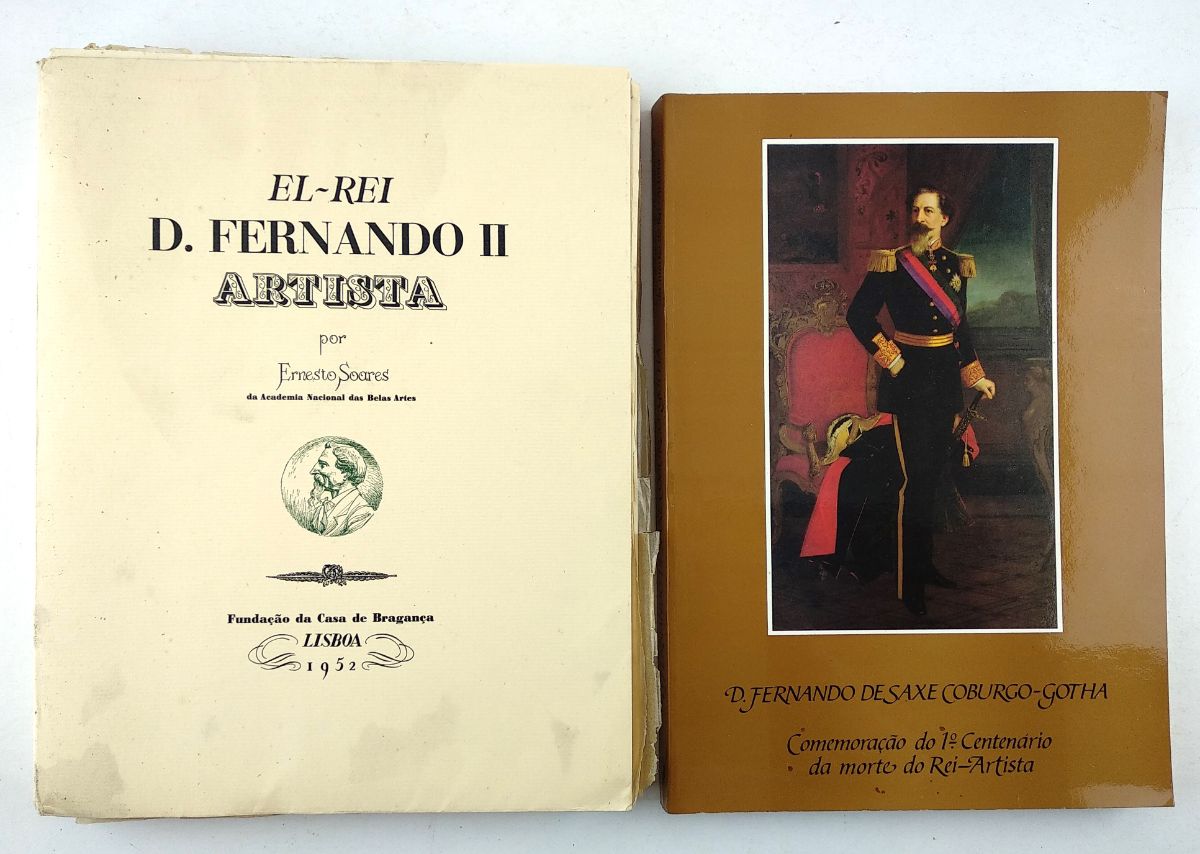 EL-REI
D. FERNANDO II
ARTISTA
por
Ernesto Soares
da Academia Nacional das Belas Artes
Fundação da Casa de Bragança
LISBOA
1952
D. FERNANDO DE SAXE COBURGO-GOTHA
Comemoração do 1º Centenário
da morte do Rei-Artista